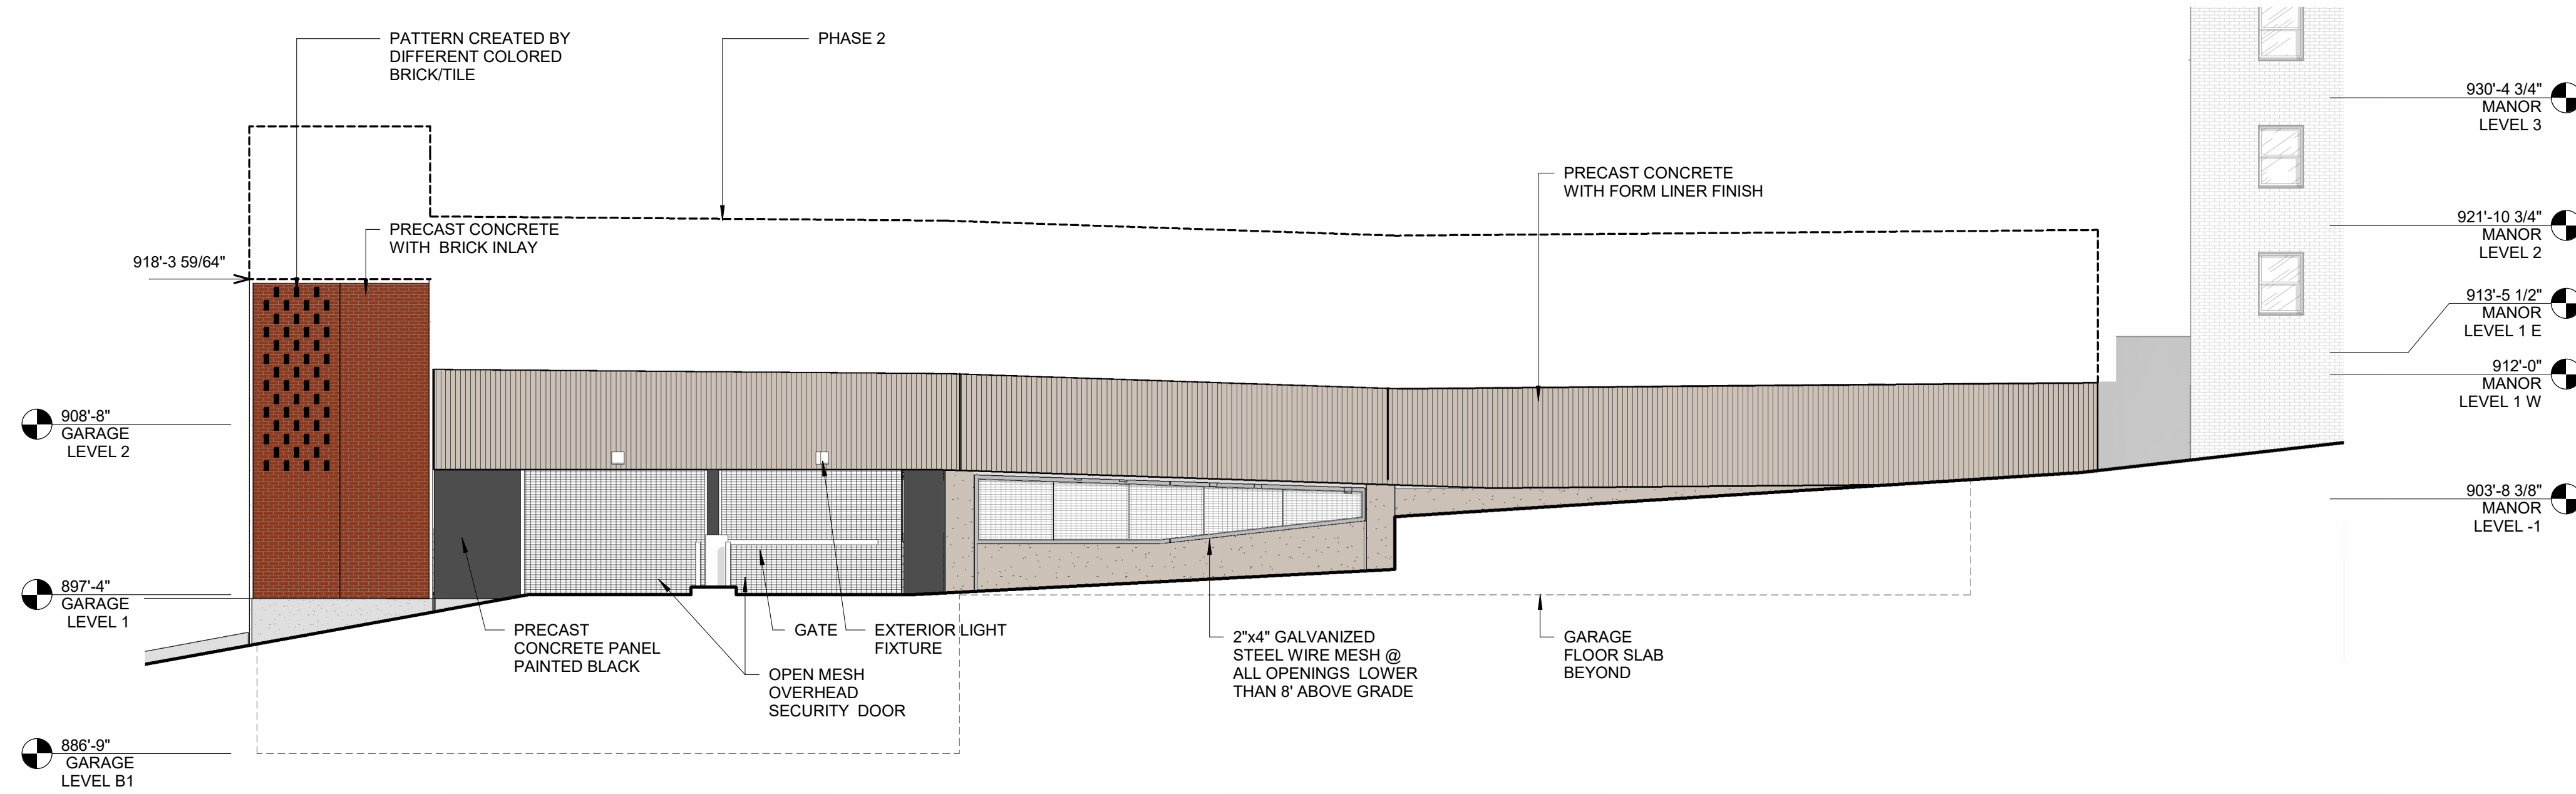 PATTERN CREATED BY
DIFFERENT COLORED
BRICK/TILE
PHASE 2
930'-4 3/4"
MANOR
LEVEL 3
PRECAST CONCRETE
WITH FORM LINER FINISH
PRECAST CONCRETE
WITH BRICK INLAY
921'-10 3/4"
MANOR
LEVEL 2
918'-3 59/64"
913'-5 1/2"
MANOR
LEVEL 1 E
912'-0"
MANOR
LEVEL 1 W
908'-8"
GARAGE
LEVEL 2
903'-8 3/8"
MANOR
LEVEL -1
897'-4"
GARAGE
LEVEL 1
PRECAST
CONCRETE PANEL
PAINTED BLACK
GATE
EXTERIOR LIGHT
FIXTURE
OPEN MESH
OVERHEAD
SECURITY DOOR
2"x4" GALVANIZED
STEEL WIRE MESH @
ALL OPENINGS LOWER
THAN 8' ABOVE GRADE
GARAGE
FLOOR SLAB
BEYOND
886'-9"
GARAGE
LEVEL B1